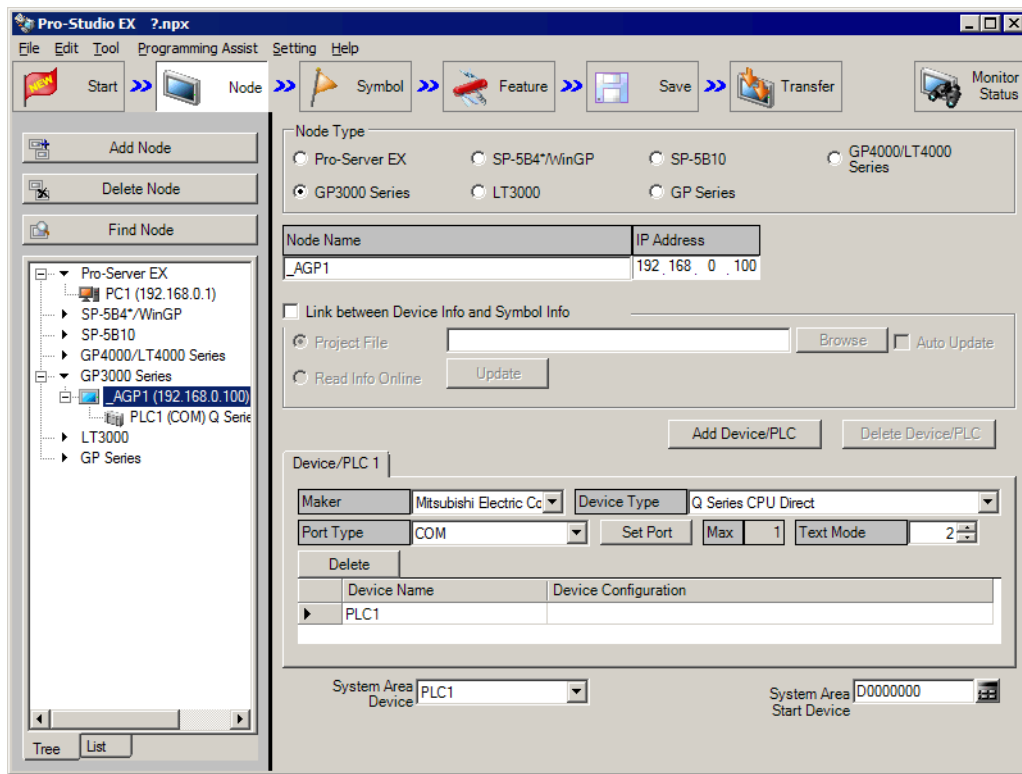 Pro-Studio EX ?.npx
File Edit Tool Programming Assist Setting Help
NEW Start Node Symbol Feature Save Transfer Monitor Status
Add Node
Delete Node
Find Node
Pro-Server EX
PC1 (192.168.0.1)
SP-5B4*/WinGP
SP-5B10
GP4000/LT4000 Series
GP3000 Series
_AGP1 (192.168.0.100)
PLC1 (COM) Q Serie
LT3000
GP Series
Tree List
Node Type
Pro-Server EX SP-5B4*/WinGP SP-5B10 GP4000/LT4000 Series
GP3000 Series LT3000 GP Series
Node Name IP Address
_AGP1 192 . 168 . 0 . 100
Link between Device Info and Symbol Info
Project File Browse Auto Update
Read Info Online Update
Add Device/PLC Delete Device/PLC
Device/PLC 1
Maker Mitsubishi Electric Co Device Type Q Series CPU Direct
Port Type COM Set Port Max 1 Text Mode 2
Delete
Device Name Device Configuration
PLC1
System Area Device PLC1 System Area Start Device D0000000